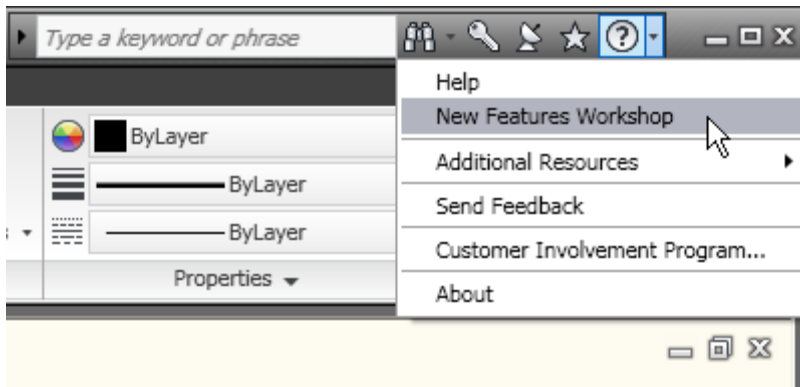 Type a keyword or phrase
Help
New Features Workshop
ByLayer
Additional Resources
ByLayer
Send Feedback
ByLayer
Customer Involvement Program...
Properties
About